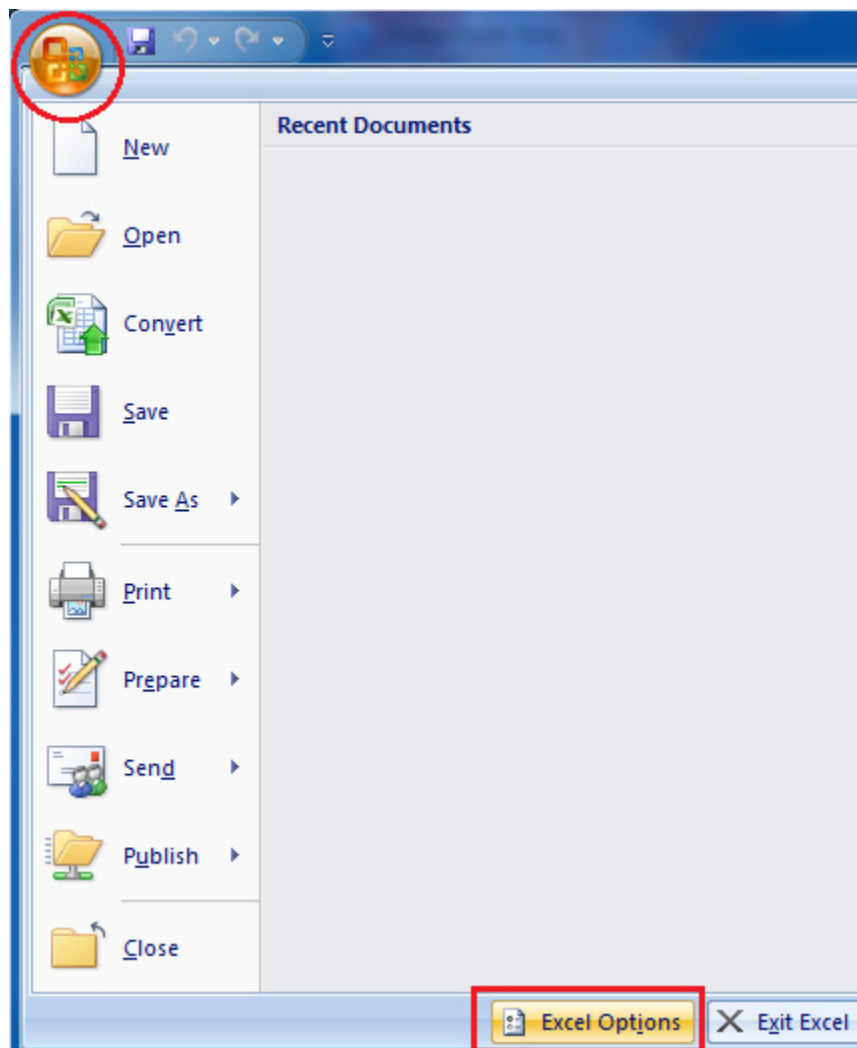 Recent Documents
New
Open
Convert
Save
Save As
Print
Prepare
Send
Publish
Close
Excel Options
Exit Excel